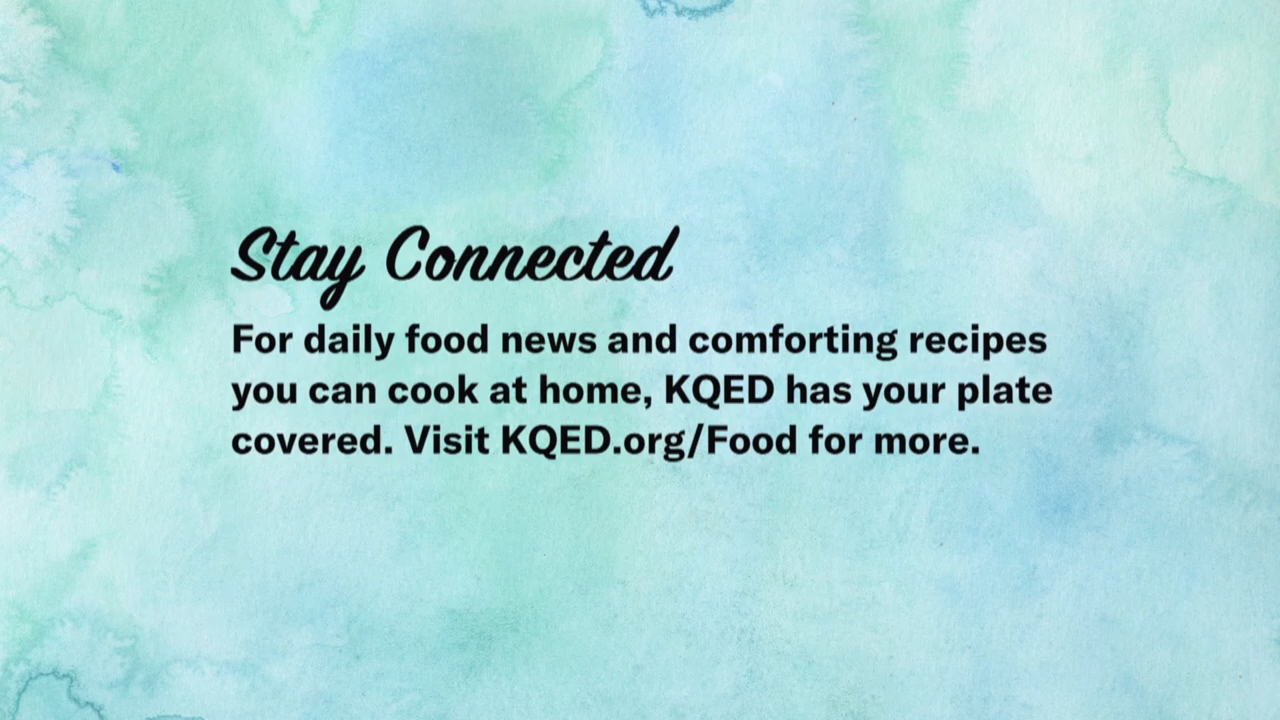 Stay Connected
For daily food news and comforting recipes
you can cook at home, KQED has your plate
covered. Visit KQED.org/Food for more.